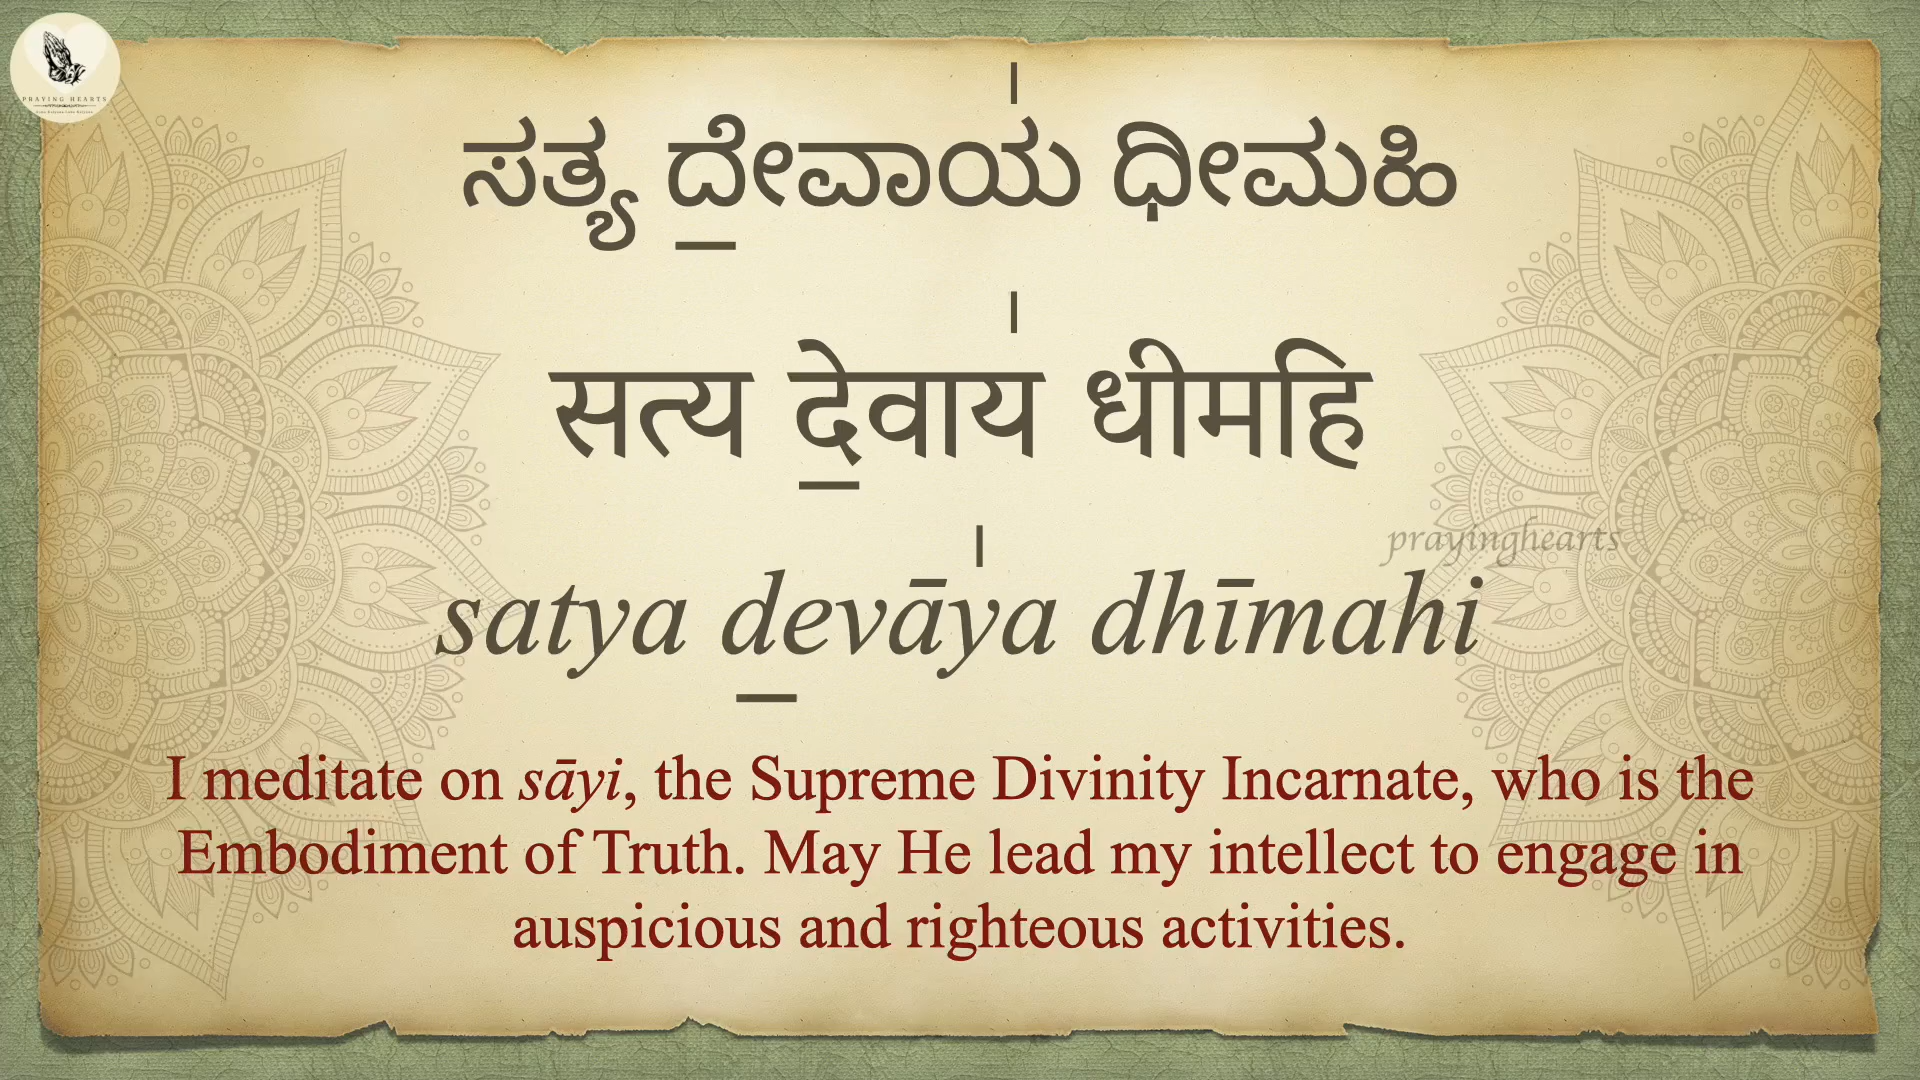 PRAYING HEARTS
ಸತ್ಯ ದೇ॒ವಾಯ॑ ಧೀಮಹಿ
सत्य दे॒वाय॑ धीमहि
prayinghearts
satya d̲evāy̍a dhīmahi
I meditate on sāyi, the Supreme Divinity Incarnate, who is the
Embodiment of Truth. May He lead my intellect to engage in
auspicious and righteous activities.